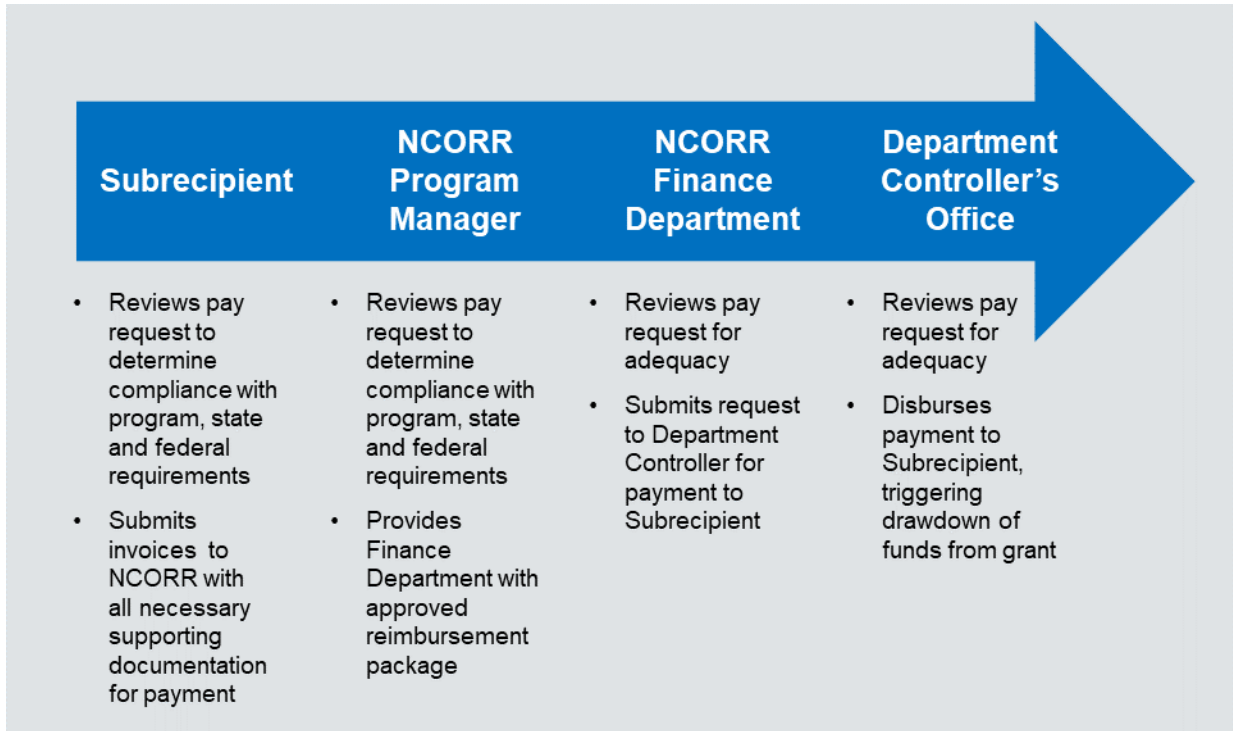 Subrecipient
NCORR
Program
Manager
NCORR
Finance
Department
Department
Controller’s
Office
• Reviews pay
request to
determine
compliance with
program, state
and federal
requirements
• Submits
invoices to
NCORR with
all necessary
supporting
documentation
for payment
• Reviews pay
request to
determine
compliance with
program, state
and federal
requirements
• Provides
Finance
Department with
approved
reimbursement
package
• Reviews pay
request for
adequacy
• Submits request
to Department
Controller for
payment to
Subrecipient
• Reviews pay
request for
adequacy
• Disburses
payment to
Subrecipient,
triggering
drawdown of
funds from grant